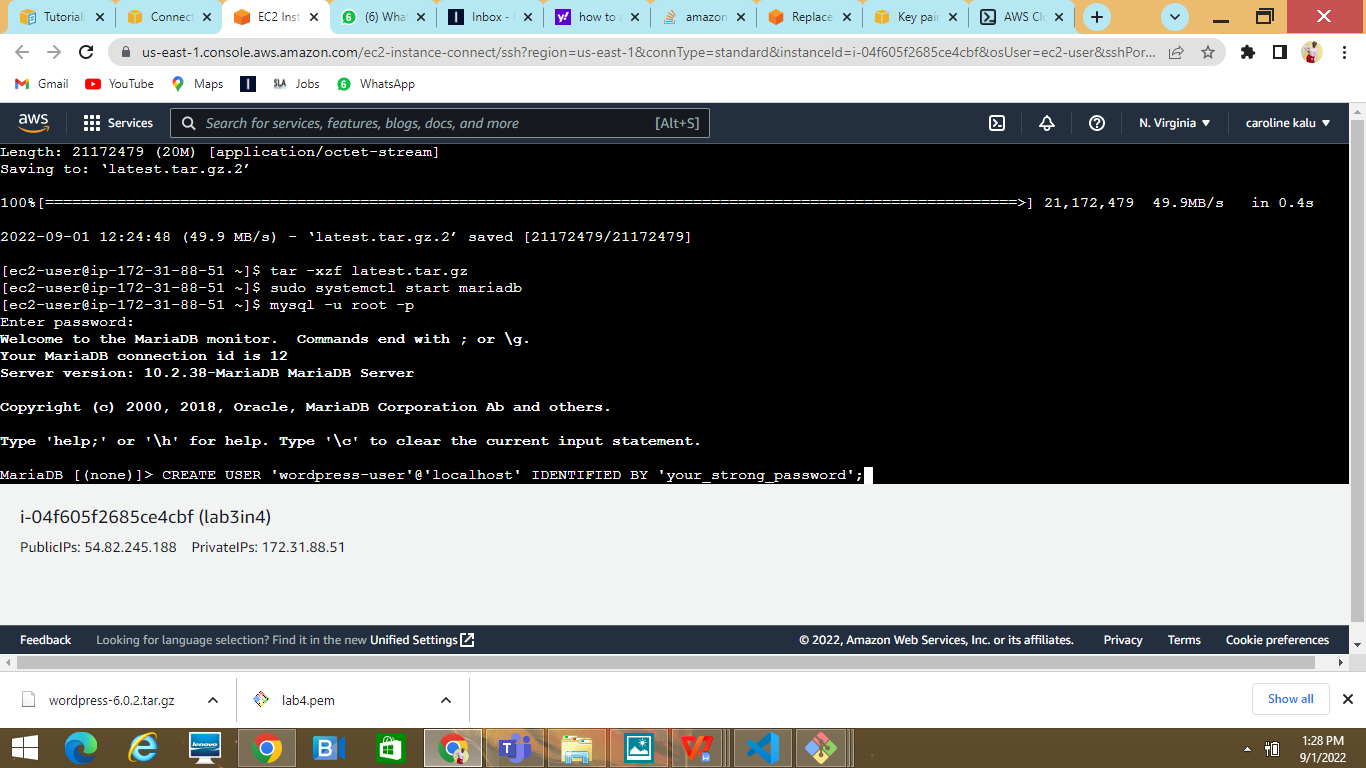 Tutorial:
Connect
EC2 Inst
(6) Wha
Inbox -
how to a
amazon
Replace
Key pair
AWS Cl
us-east-1.console.aws.amazon.com/ec2-instance-connect/ssh?region=us-east-1&connType=standard&instanceId=i-04f605f2685ce4cbf&osUser=ec2-user&sshPor...
Gmail YouTube Maps SLA Jobs WhatsApp
aws Services Search for services, features, blogs, docs, and more [Alt+S] N. Virginia caroline kalu
Length: 21172479 (20M) [application/octet-stream]
Saving to: ‘latest.tar.gz.2’
100%[============================================================================================================>] 21,172,479 49.9MB/s in 0.4s
2022-09-01 12:24:48 (49.9 MB/s) - ‘latest.tar.gz.2’ saved [21172479/21172479]
[ec2-user@ip-172-31-88-51 ~]$ tar -xzf latest.tar.gz
[ec2-user@ip-172-31-88-51 ~]$ sudo systemctl start mariadb
[ec2-user@ip-172-31-88-51 ~]$ mysql -u root -p
Enter password:
Welcome to the MariaDB monitor.  Commands end with ; or \g.
Your MariaDB connection id is 12
Server version: 10.2.38-MariaDB MariaDB Server
Copyright (c) 2000, 2018, Oracle, MariaDB Corporation Ab and others.
Type 'help;' or '\h' for help. Type '\c' to clear the current input statement.
MariaDB [(none)]> CREATE USER 'wordpress-user'@'localhost' IDENTIFIED BY 'your_strong_password';
i-04f605f2685ce4cbf (lab3in4)
PublicIPs: 54.82.245.188 PrivateIPs: 172.31.88.51
Feedback Looking for language selection? Find it in the new Unified Settings © 2022, Amazon Web Services, Inc. or its affiliates. Privacy Terms Cookie preferences
wordpress-6.0.2.tar.gz lab4.pem Show all
lenovo
1:28 PM
9/1/2022